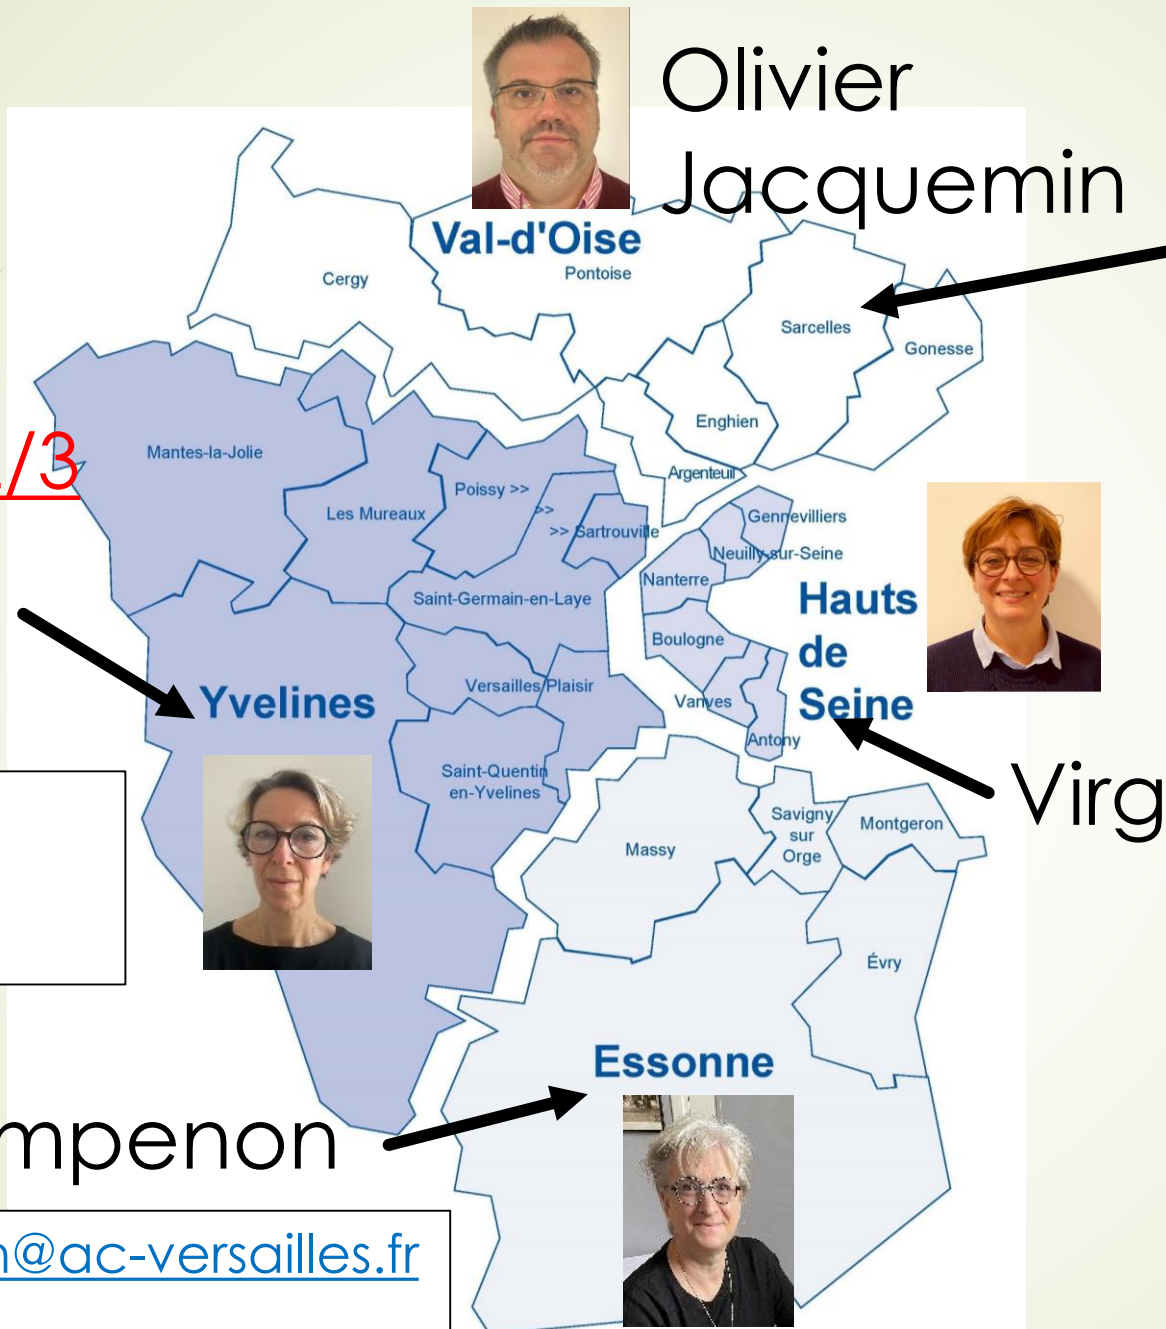 Olivier
Jacquemin
Val-d'Oise
Pontoise
Cergy
Sarcelles
Gonesse
Enghien
Argenteuil
/3
Mantes-la-Jolie
Les Mureaux
Poissy >>
>>
>> Sartrouville
Gennevilliers
Neuilly-sur-Seine
Nanterre
Saint-Germain-en-Laye
Boulogne
Hauts
de
Seine
Versailles/Plaisir
Vanves
Antony
Yvelines
Saint-Quentin
en-Yvelines
Virg
Massy
Savigny
sur
Orge
Montgeron
Évry
Essonne
mpenon
n@ac-versailles.fr